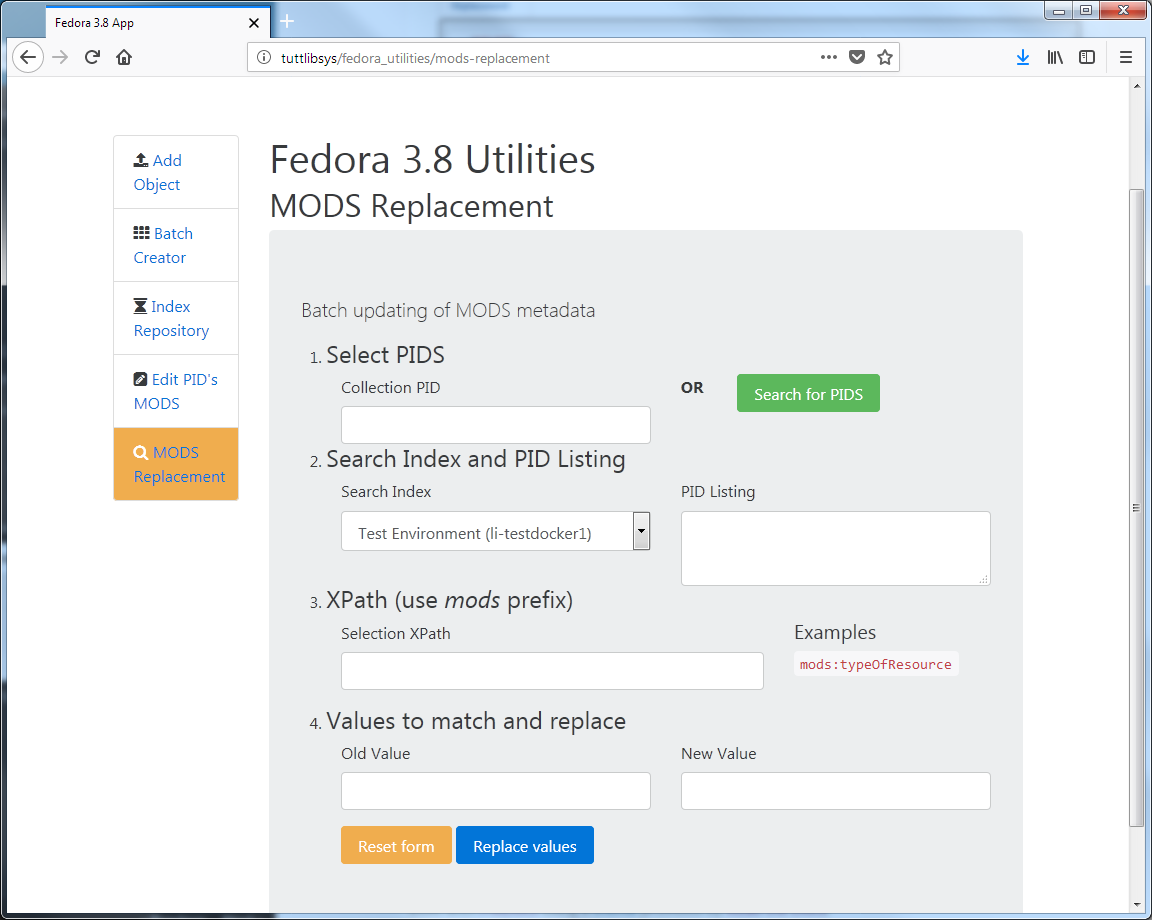 Fedora 3.8 App
tuttlibsys/fedora_utilities/mods-replacement
Add
Object
Batch
Creator
Index
Repository
Edit PID's
MODS
MODS
Replacement
Fedora 3.8 Utilities
MODS Replacement
Batch updating of MODS metadata
1. Select PIDS
Collection PID
OR
Search for PIDS
2. Search Index and PID Listing
Search Index
PID Listing
Test Environment (li-testdocker1)
3. XPath (use mods prefix)
Selection XPath
Examples
mods:typeOfResource
4. Values to match and replace
Old Value
New Value
Reset form
Replace values